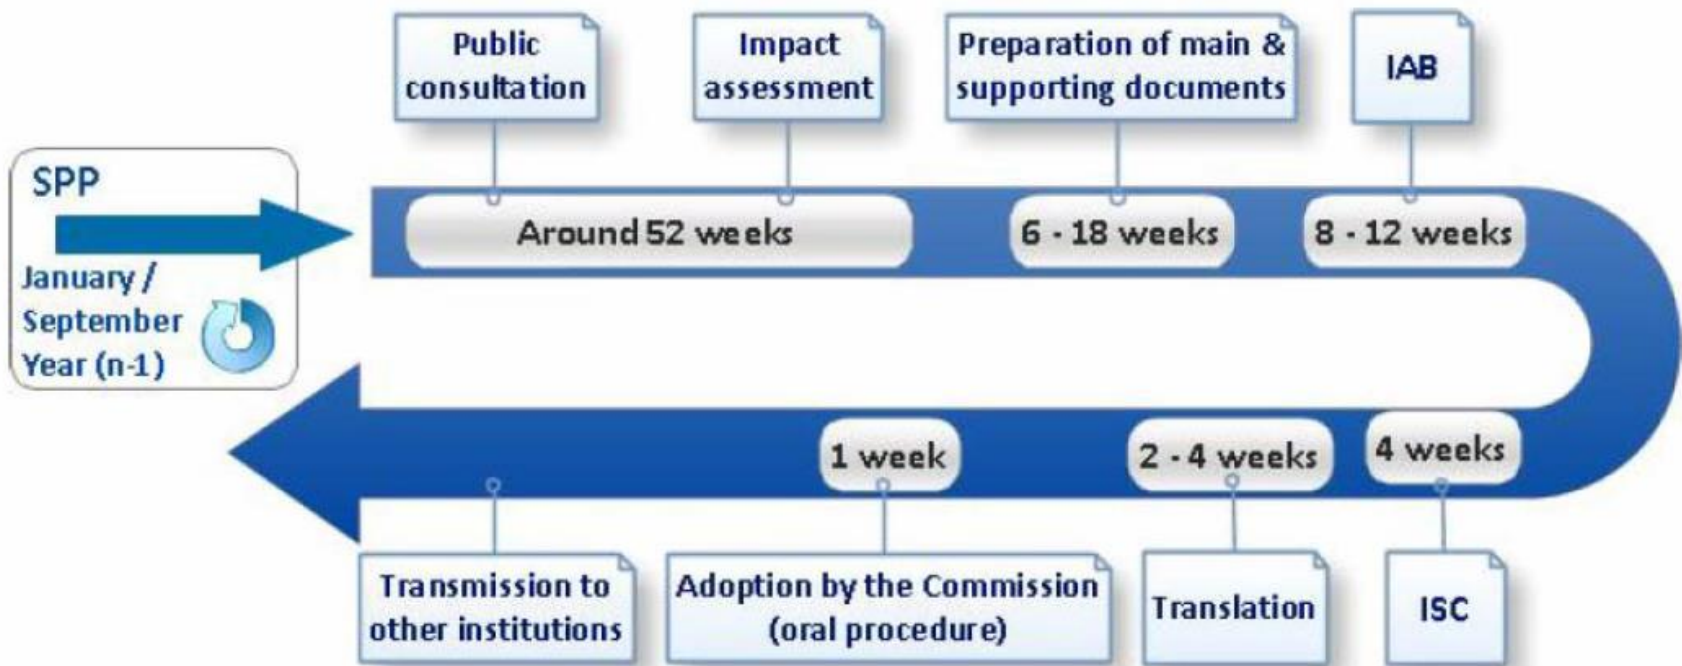 Public
consultation
Impact
assessment
Preparation of main &
supporting documents
IAB
SPP
January /
September
Year (n-1)
Around 52 weeks
6 - 18 weeks
8 - 12 weeks
1 week
2 - 4 weeks
4 weeks
Transmission to
other institutions
Adoption by the Commission
(oral procedure)
Translation
ISC